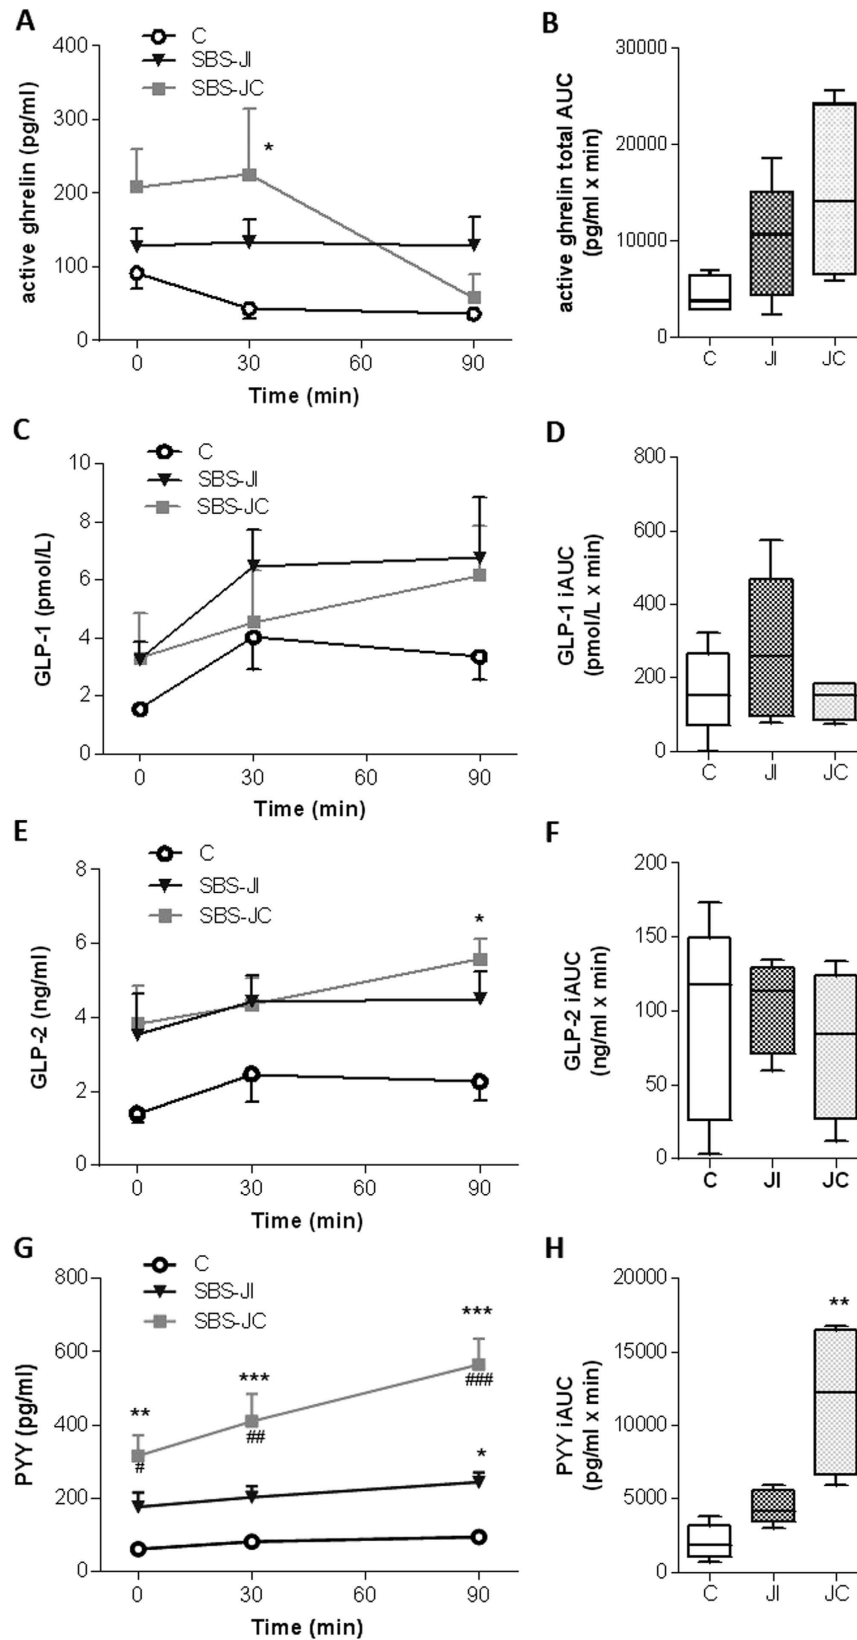 A
C
SBS-JI
SBS-JC
400
300
200
100
0
active ghrelin (pg/ml)
*
0
30
60
90
Time (min)
B
30000
20000
10000
0
active ghrelin total AUC
(pg/ml x min)
C
JI
JC
C
C
SBS-JI
SBS-JC
10
8
6
4
2
0
GLP-1 (pmol/L)
0
30
60
90
Time (min)
D
800
600
400
200
0
GLP-1 iAUC
(pmol/L x min)
C
JI
JC
E
C
SBS-JI
SBS-JC
8
6
4
2
0
GLP-2 (ng/ml)
*
0
30
60
90
Time (min)
F
200
150
100
50
0
GLP-2 iAUC
(ng/ml x min)
C
JI
JC
G
C
SBS-JI
SBS-JC
800
600
400
200
0
PYY (pg/ml)
**
#
***
##
***
###
*
0
30
60
90
Time (min)
H
20000
15000
10000
5000
0
PYY iAUC
(pg/ml x min)
**
C
JI
JC